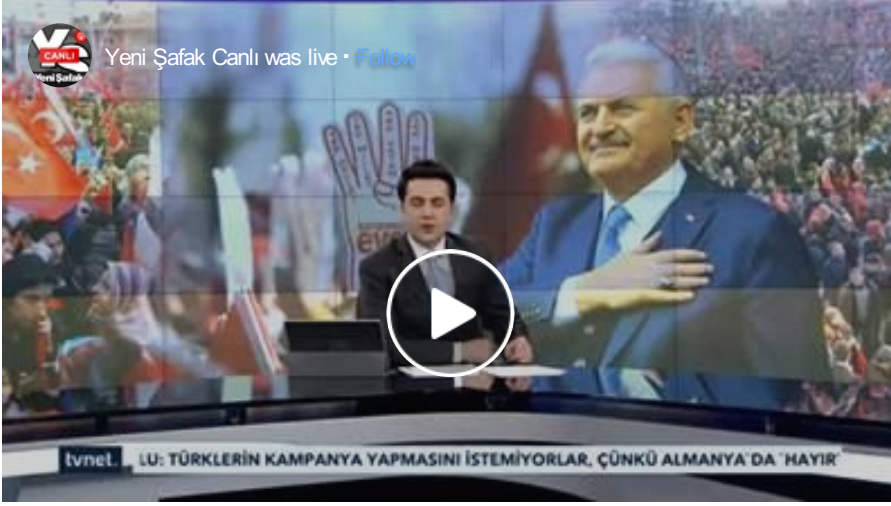 CANLI
Yeni Şafak
Yeni Şafak Canlı was live · Follow
eve
tvnet.
LU: TÜRKLERİN KAMPANYA YAPMASINI İSTEMİYORLAR, ÇÜNKÜ ALMANYA'DA "HAYIR"